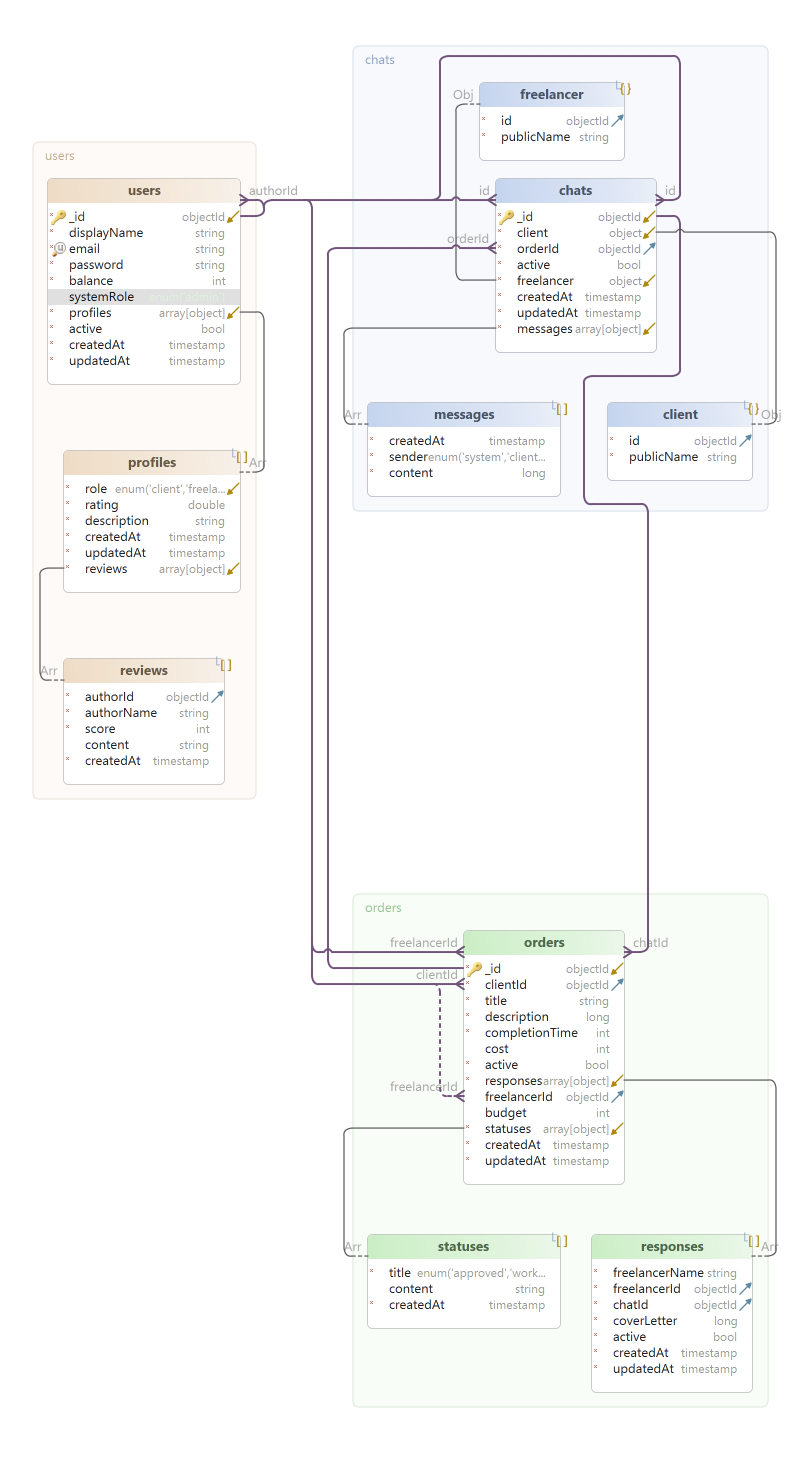 chats
Obj
freelancer
id objectId
publicName string
users
users
authorId
id
chats
id
_id objectId
displayName string
email string
password string
balance int
systemRole enum('admin')
profiles array[object]
active bool
createdAt timestamp
updatedAt timestamp
_id objectId
client object
orderId
orderId objectId
active bool
freelancer object
createdAt timestamp
updatedAt timestamp
messages array[object]
Arr
messages
createdAt timestamp
sender enum('system','client...
content long
client
Obj
id objectId
publicName string
profiles
Arr
role enum('client','freela...
rating double
description string
createdAt timestamp
updatedAt timestamp
reviews array[object]
Arr
reviews
authorId objectId
authorName string
score int
content string
createdAt timestamp
orders
freelancerId
orders
chatId
clientId
_id objectId
clientId objectId
title string
description long
completionTime int
cost int
active bool
responses array[object]
freelancerId
freelancerId objectId
budget int
statuses array[object]
createdAt timestamp
updatedAt timestamp
Arr
statuses
title enum('approved','work...
content string
createdAt timestamp
responses
Arr
freelancerName string
freelancerId objectId
chatId objectId
coverLetter long
active bool
createdAt timestamp
updatedAt timestamp